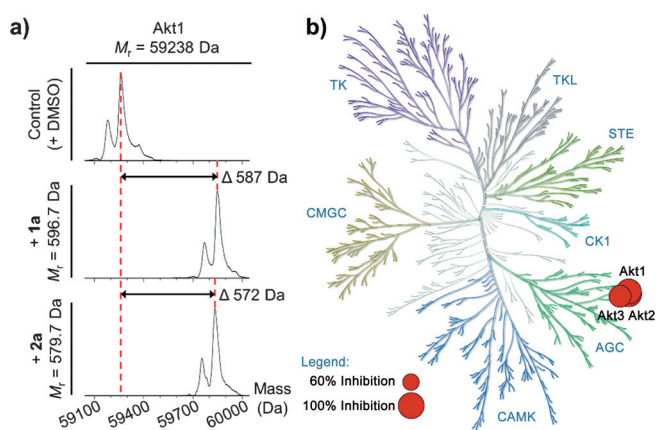 a)
Akt1
Mr = 59238 Da
Control
(+ DMSO)
Δ 587 Da
+ 1a
Mr = 596.7 Da
Δ 572 Da
+ 2a
Mr = 579.7 Da
Mass
(Da)
59100
59400
59700
60000
b)
TK
TKL
STE
CMGC
CK1
Akt1
Akt3 Akt2
AGC
CAMK
Legend:
60% Inhibition
100% Inhibition